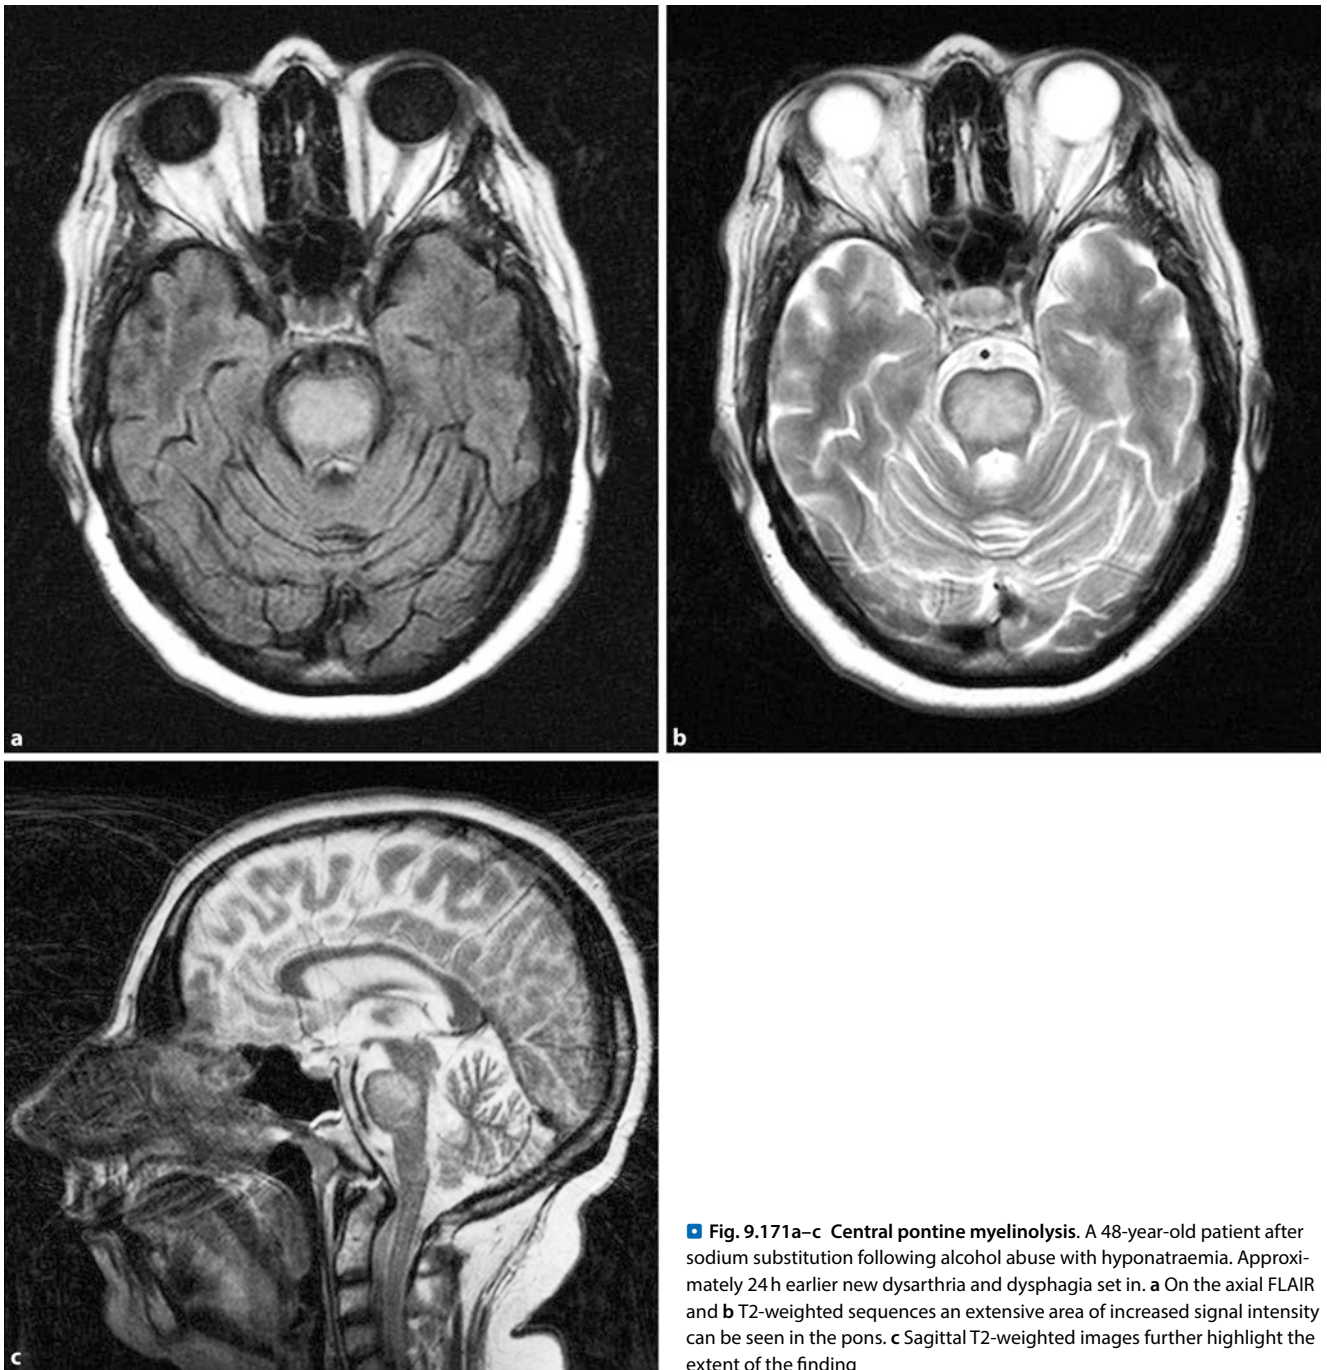 a
b
c
Fig. 9.171a–c Central pontine myelinolysis. A 48-year-old patient after
sodium substitution following alcohol abuse with hyponatraemia. Approxi-
mately 24 h earlier new dysarthria and dysphagia set in. a On the axial FLAIR
and b T2-weighted sequences an extensive area of increased signal intensity
can be seen in the pons. c Sagittal T2-weighted images further highlight the
extent of the finding